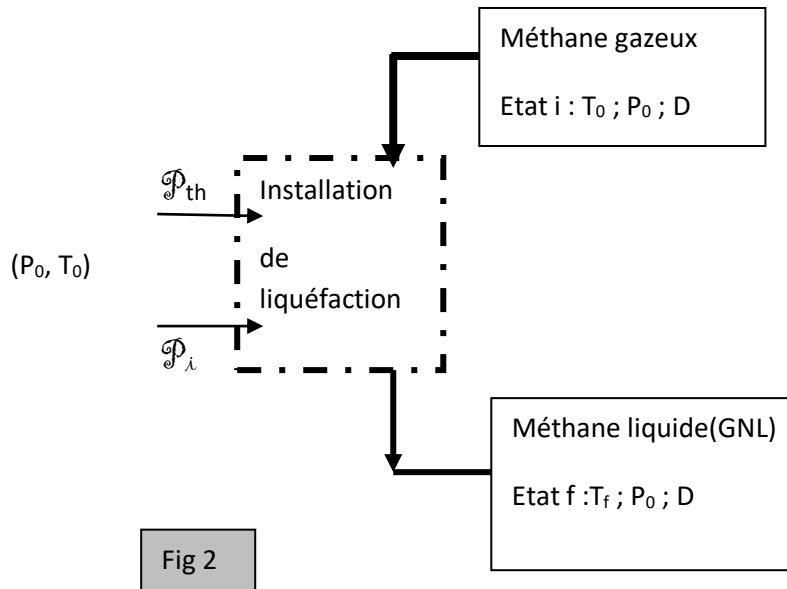 Méthane gazeux
Etat i : T₀ ; P₀ ; D
𝒫th
Installation
(P₀, T₀)
de
liquéfaction
𝒫i
Méthane liquide(GNL)
Etat f :Tf ; P₀ ; D
Fig 2